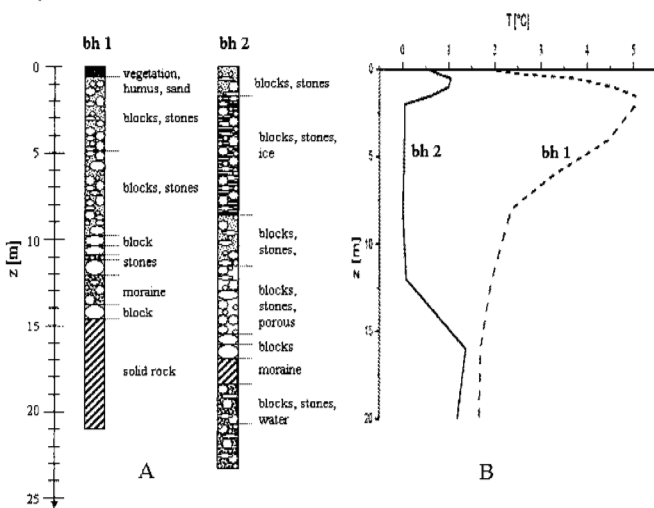 bh 1
bh 2
0
5
10
15
20
25
z [m]
vegetation,
humus, sand
blocks, stones
blocks, stones
block
stones
moraine
block
solid rock
blocks, stones
blocks, stones,
ice
blocks,
stones,
blocks,
stones,
porous
blocks
moraine
blocks, stones,
water
A
T [°C]
0 1 2 3 4 5
0
5
10
15
20
z [m]
bh 2
bh 1
B